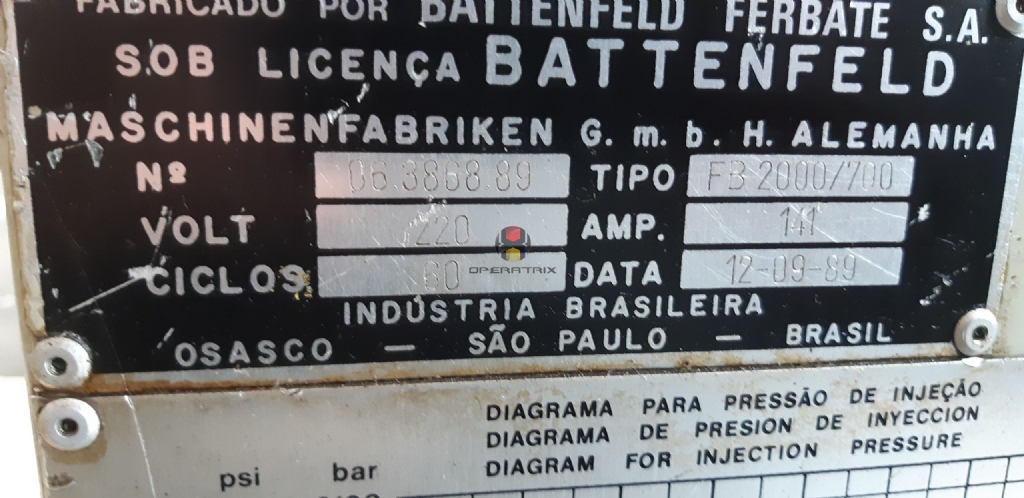 FABRICADO POR BATTENFELD FERBATE S.A.
SOB LICENÇA BATTENFELD
MASCHINENFABRIKEN G. m. b. H. ALEMANHA
Nº 06.3868.89 TIPO FB 2000/700
VOLT 220 AMP. 141
CICLOS 60 DATA 12-09-89
OPERATRIX
INDÚSTRIA BRASILEIRA
OSASCO — SÃO PAULO — BRASIL
DIAGRAMA PARA PRESSÃO DE INJEÇÃO
DIAGRAMA DE PRESION DE INYECCION
DIAGRAM FOR INJECTION PRESSURE
psi bar